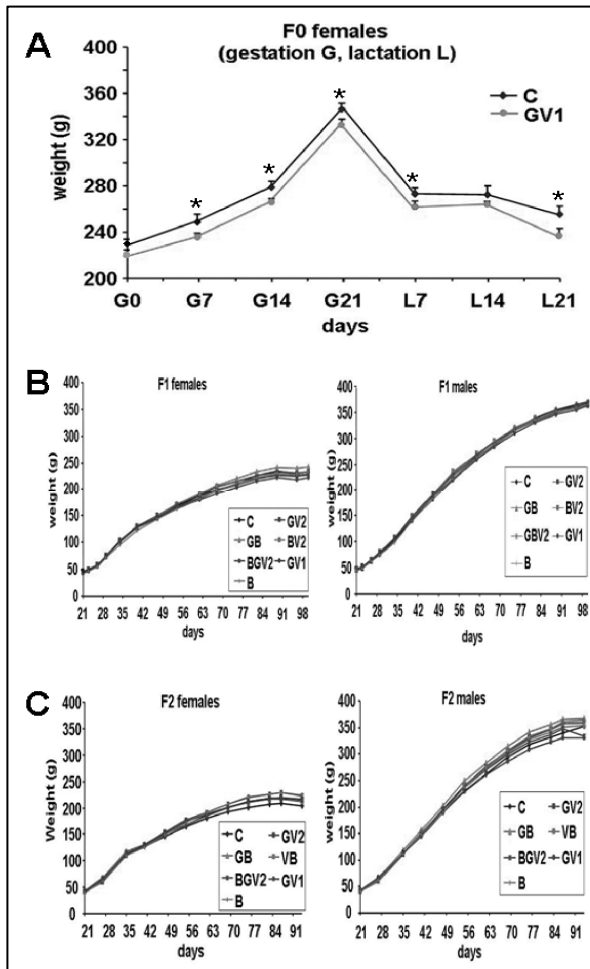 A
F0 females
(gestation G, lactation L)
weight (g)
400
360
320
280
240
200
* * * * * *
C
GV1
G0 G7 G14 G21 L7 L14 L21
days
B
F1 females
weight (g)
400
350
300
250
200
150
100
50
0
C GV2
GB BV2
BGV2 GV1
B
21 28 35 42 49 56 63 70 77 84 91 98
days
F1 males
weight (g)
400
350
300
250
200
150
100
50
0
C GV2
GB BV2
GBV2 GV1
B
21 28 35 42 49 56 63 70 77 84 91 98
days
C
F2 females
Weight (g)
400
350
300
250
200
150
100
50
0
C GV2
GB VB
BGV2 GV1
B
21 28 35 42 49 56 63 70 77 84 91
days
F2 males
Weight (g)
400
350
300
250
200
150
100
50
0
C GV2
GB VB
BGV2 GV1
B
21 28 35 42 49 56 63 70 77 84 91
days